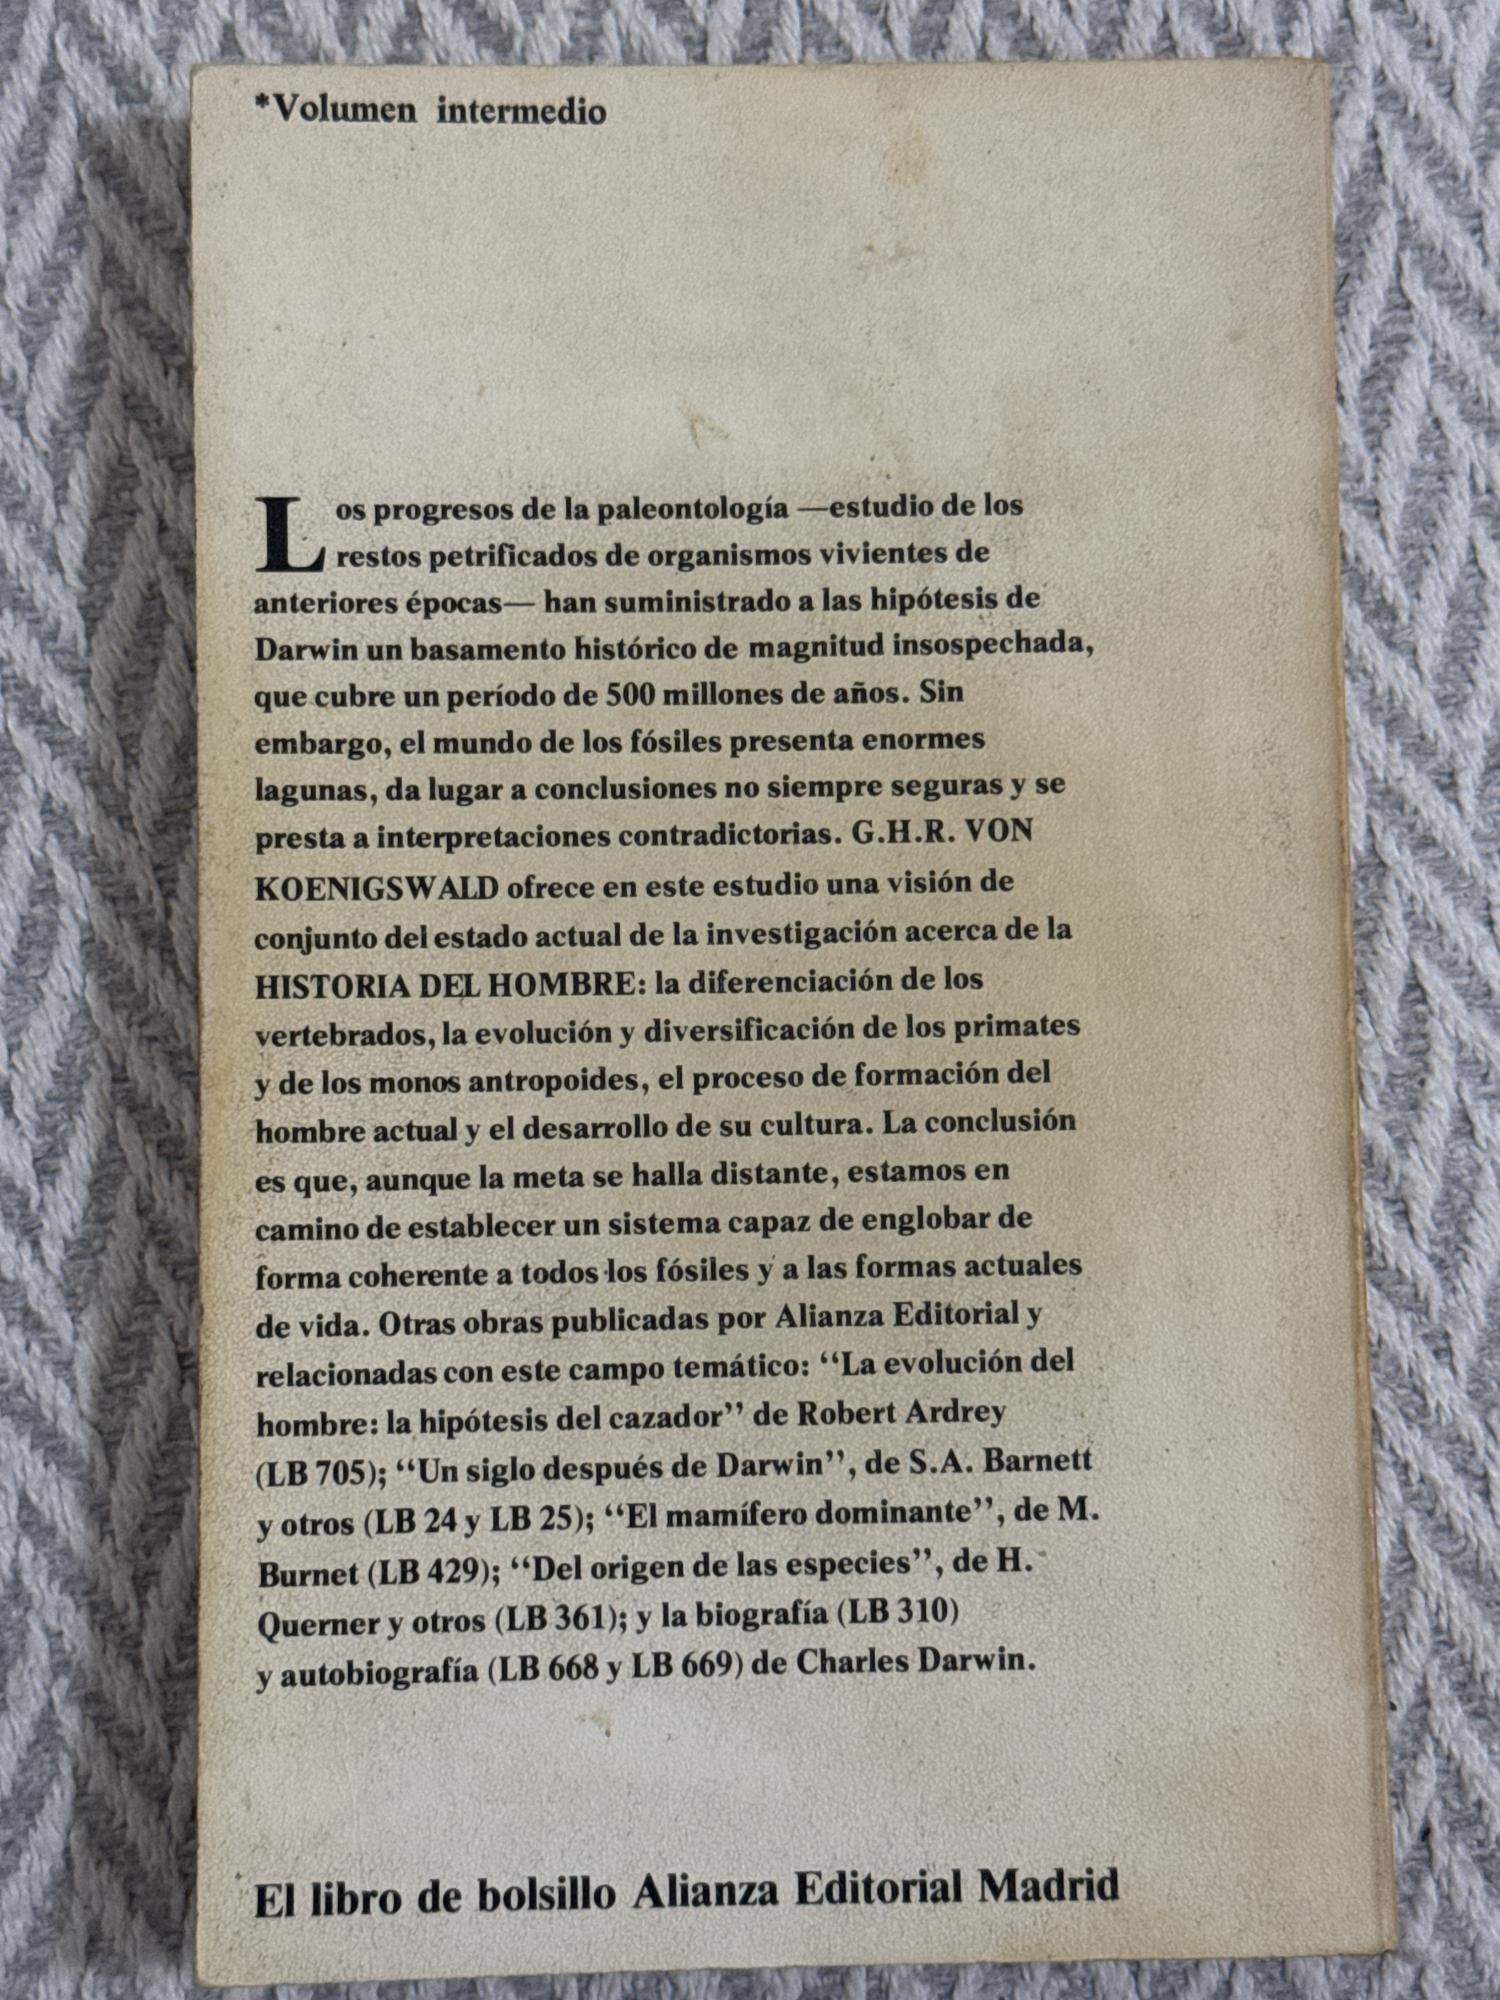 *Volumen intermedio
Los progresos de la paleontología —estudio de los
restos petrificados de organismos vivientes de
anteriores épocas— han suministrado a las hipótesis de
Darwin un basamento histórico de magnitud insospechada,
que cubre un período de 500 millones de años. Sin
embargo, el mundo de los fósiles presenta enormes
lagunas, da lugar a conclusiones no siempre seguras y se
presta a interpretaciones contradictorias. G.H.R. VON
KOENIGSWALD ofrece en este estudio una visión de
conjunto del estado actual de la investigación acerca de la
HISTORIA DEL HOMBRE: la diferenciación de los
vertebrados, la evolución y diversificación de los primates
y de los monos antropoides, el proceso de formación del
hombre actual y el desarrollo de su cultura. La conclusión
es que, aunque la meta se halla distante, estamos en
camino de establecer un sistema capaz de englobar de
forma coherente a todos los fósiles y a las formas actuales
de vida. Otras obras publicadas por Alianza Editorial y
relacionadas con este campo temático: “La evolución del
hombre: la hipótesis del cazador” de Robert Ardrey
(LB 705); “Un siglo después de Darwin”, de S.A. Barnett
y otros (LB 24 y LB 25); “El mamífero dominante”, de M.
Burnet (LB 429); “Del origen de las especies”, de H.
Querner y otros (LB 361); y la biografía (LB 310)
y autobiografía (LB 668 y LB 669) de Charles Darwin.
El libro de bolsillo Alianza Editorial Madrid